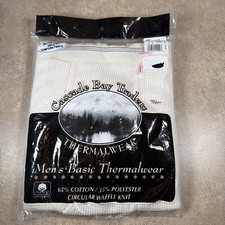 Cascade Bay Traders
THERMALWEAR
Men's Basic Thermalwear
65% COTTON / 35% POLYESTER
CIRCULAR WAFFLE KNIT